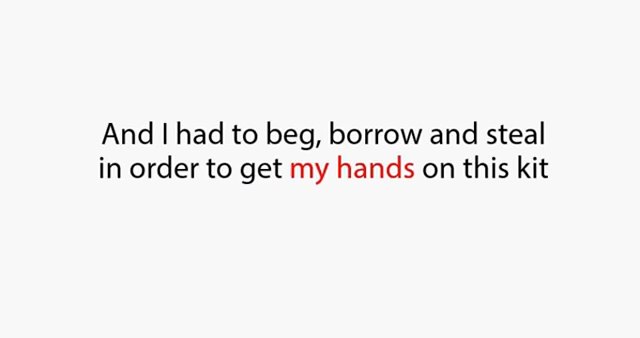 And I had to beg, borrow and steal
in order to get my hands on this kit